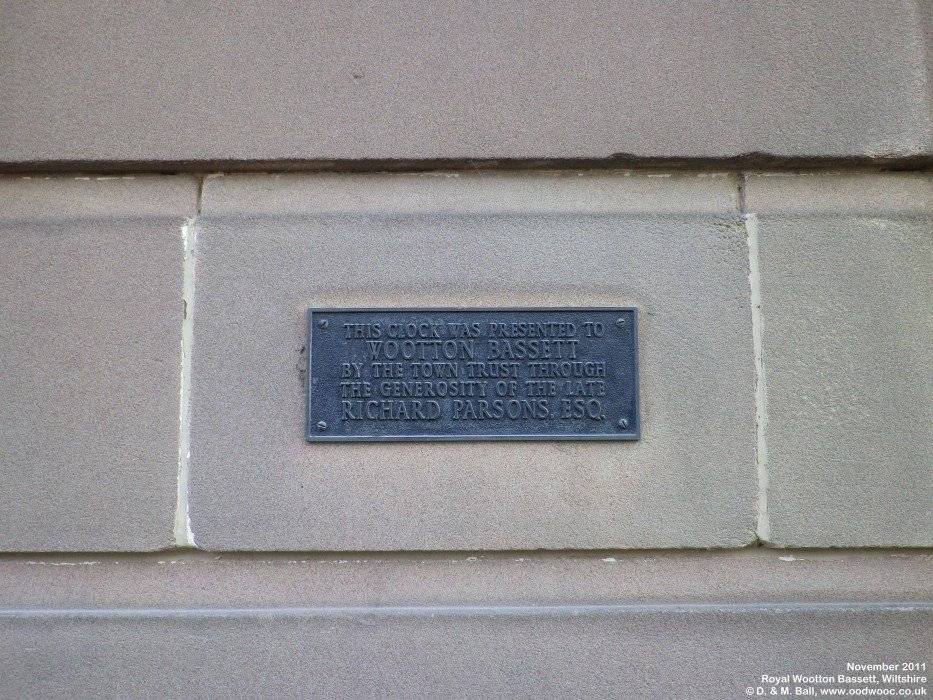 THIS CLOCK WAS PRESENTED TO
WOOTTON BASSETT
BY THE TOWN TRUST THROUGH
THE GENEROSITY OF THE LATE
RICHARD PARSONS, ESQ.
November 2011
Royal Wootton Bassett, Wiltshire
© D. & M. Ball, www.oodwooc.co.uk